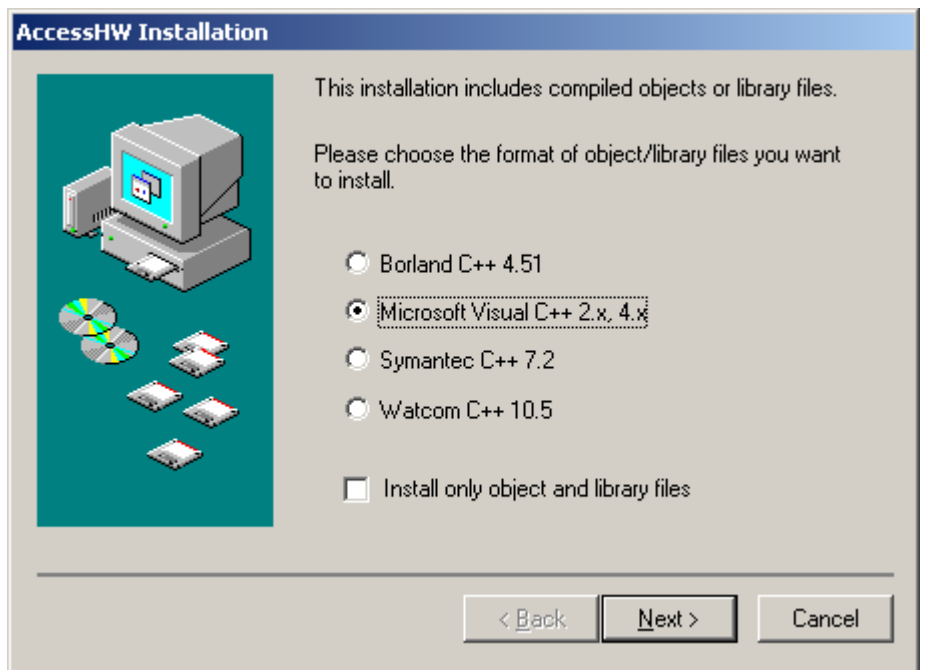 AccessHW Installation
This installation includes compiled objects or library files.
Please choose the format of object/library files you want
to install.
Borland C++ 4.51
Microsoft Visual C++ 2.x, 4.x
Symantec C++ 7.2
Watcom C++ 10.5
Install only object and library files
< Back
Next >
Cancel